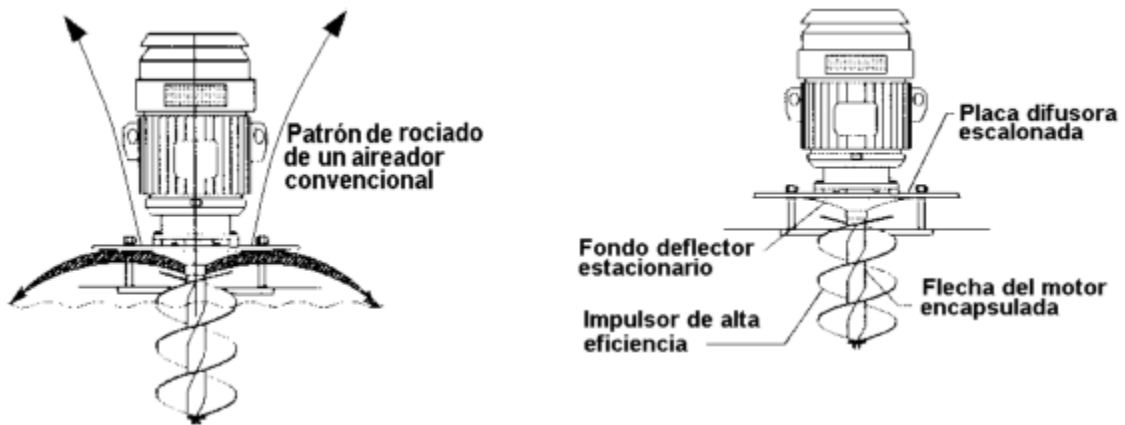 Patrón de rociado
de un aireador
convencional
Placa difusora
escalonada
Fondo deflector
estacionario
Flecha del motor
encapsulada
Impulsor de alta
eficiencia